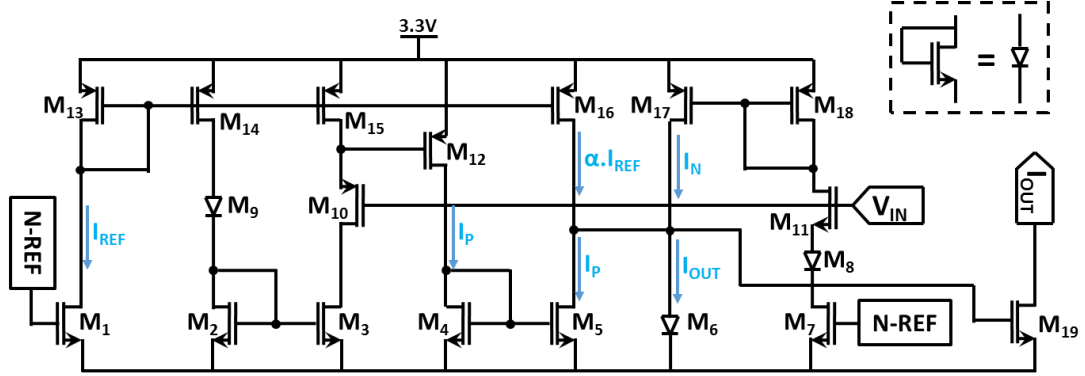 3.3V
M13
M14
M15
M16
M17
M18
M12
=
α.IREF
IN
M9
M10
VIN
IOUT
M11
N-REF
IREF
IP
IP
IOUT
M8
M1
M2
M3
M4
M5
M6
M7
N-REF
M19